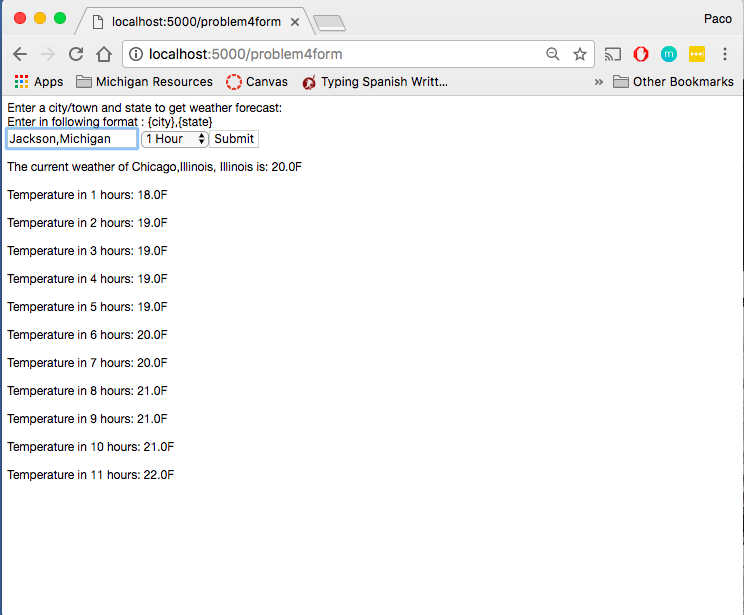 localhost:5000/problem4form
Paco
localhost:5000/problem4form
Apps Michigan Resources Canvas Typing Spanish Writt... » Other Bookmarks
Enter a city/town and state to get weather forecast:
Enter in following format : {city},{state}
Jackson,Michigan 1 Hour Submit
The current weather of Chicago,Illinois, Illinois is: 20.0F
Temperature in 1 hours: 18.0F
Temperature in 2 hours: 19.0F
Temperature in 3 hours: 19.0F
Temperature in 4 hours: 19.0F
Temperature in 5 hours: 19.0F
Temperature in 6 hours: 20.0F
Temperature in 7 hours: 20.0F
Temperature in 8 hours: 21.0F
Temperature in 9 hours: 21.0F
Temperature in 10 hours: 21.0F
Temperature in 11 hours: 22.0F